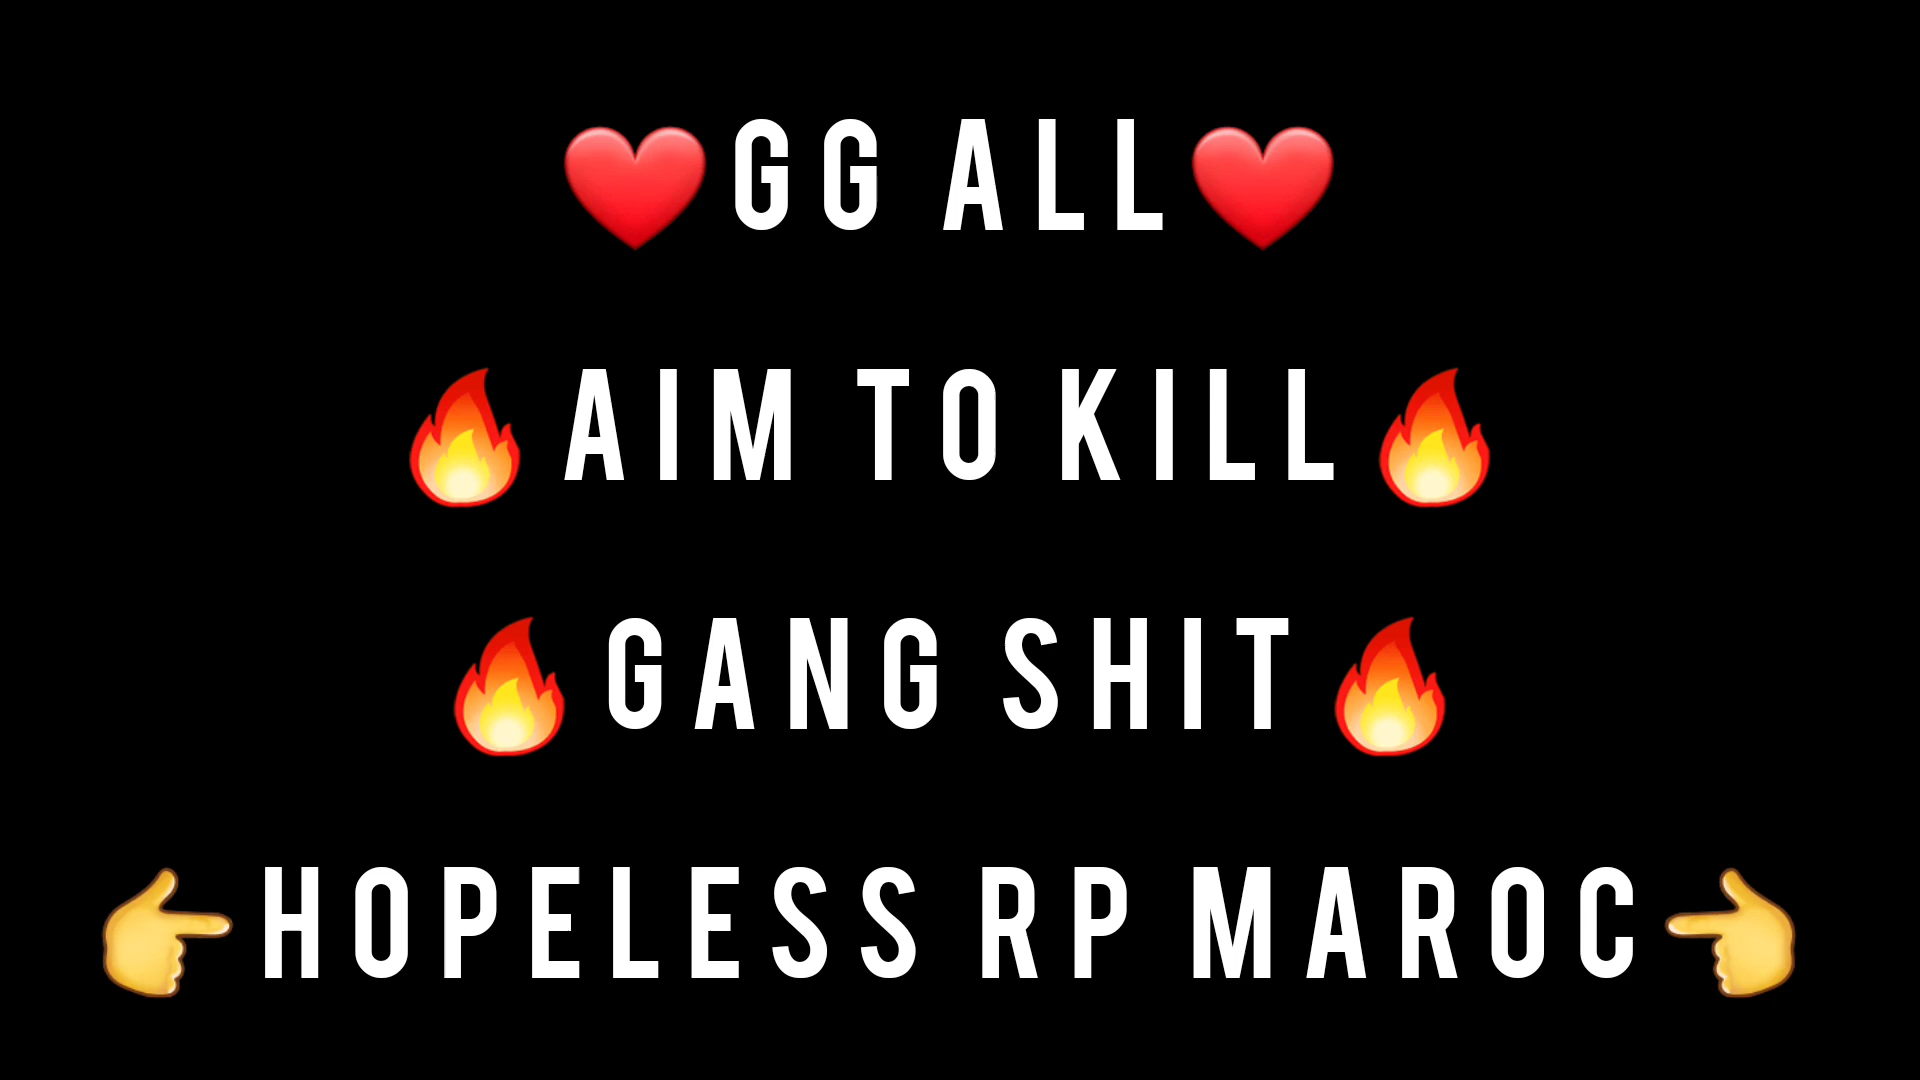 ❤️GG ALL❤️
🔥AIM TO KILL🔥
🔥GANG SHIT🔥
👉HOPELESS RP MAROC👈